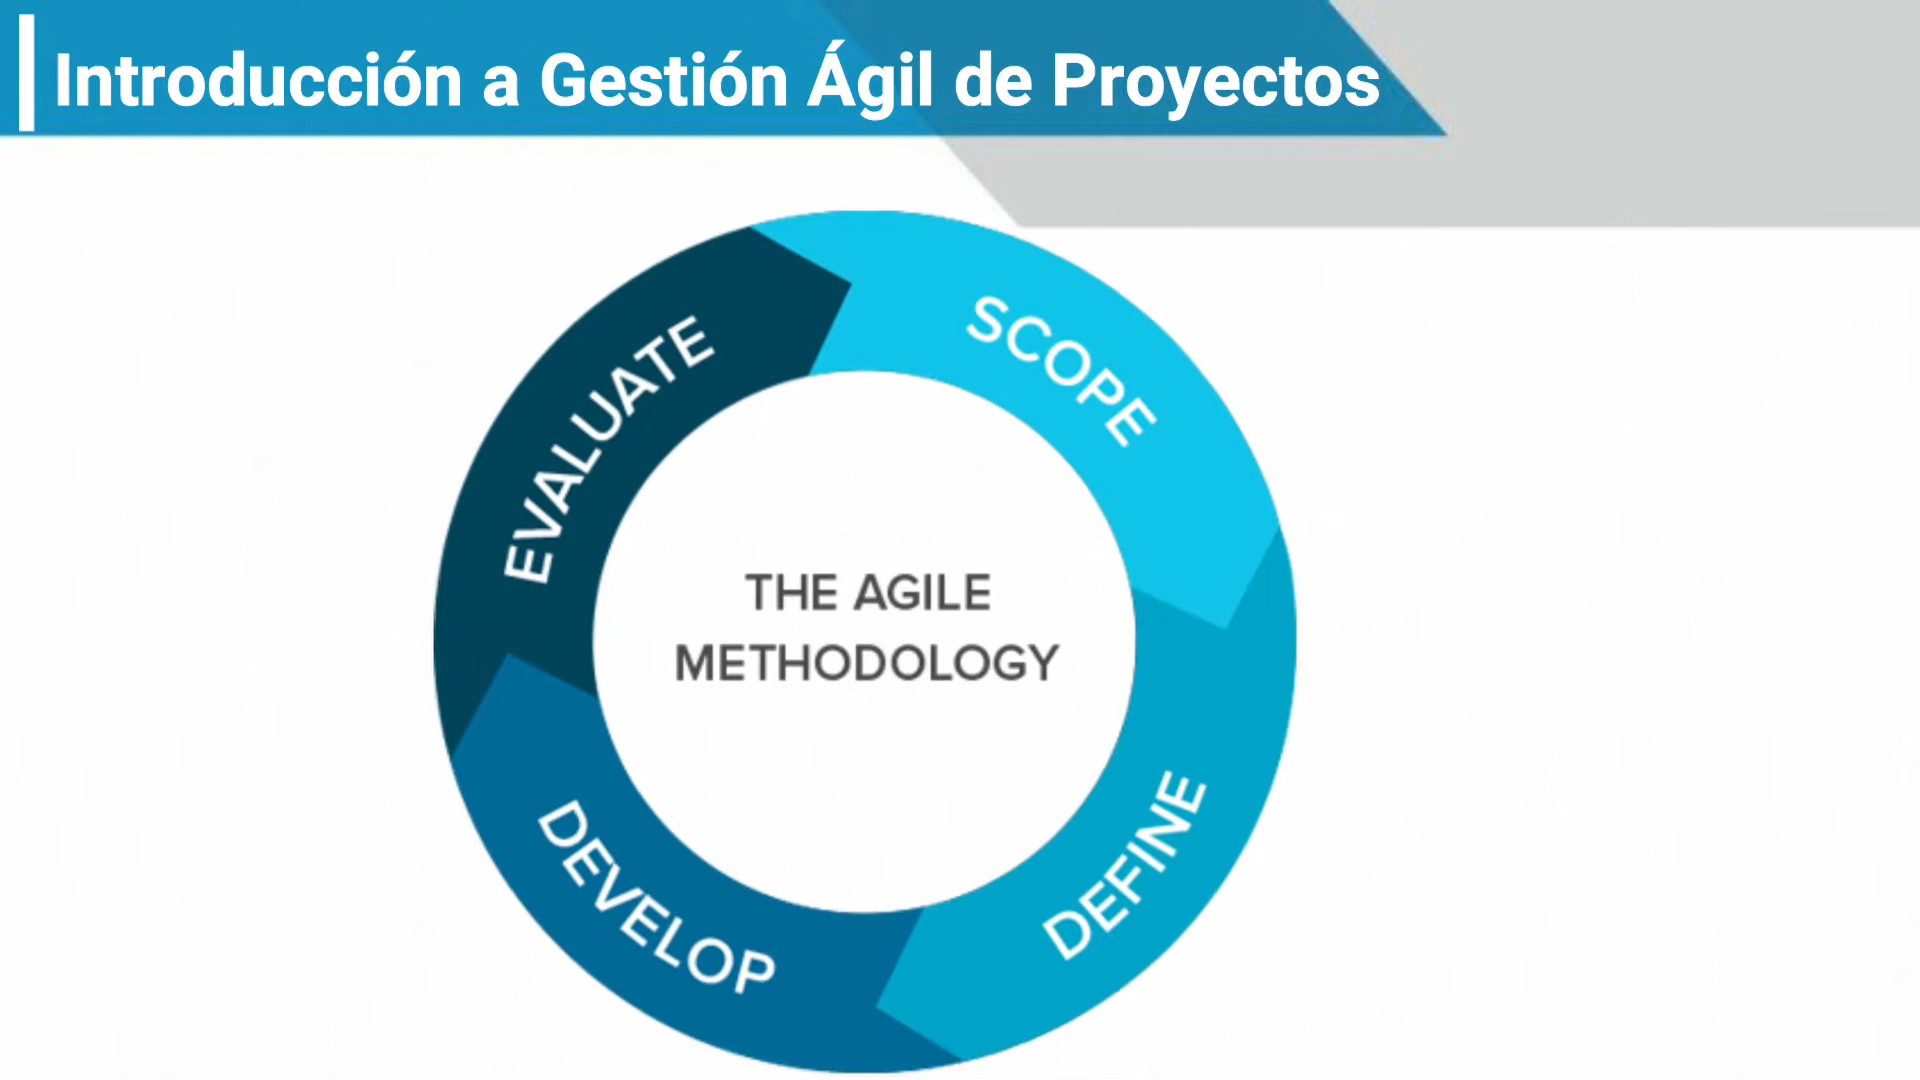 Introducción a Gestión Ágil de Proyectos
SCOPE
EVALUATE
THE AGILE
METHODOLOGY
DEFINE
DEVELOP